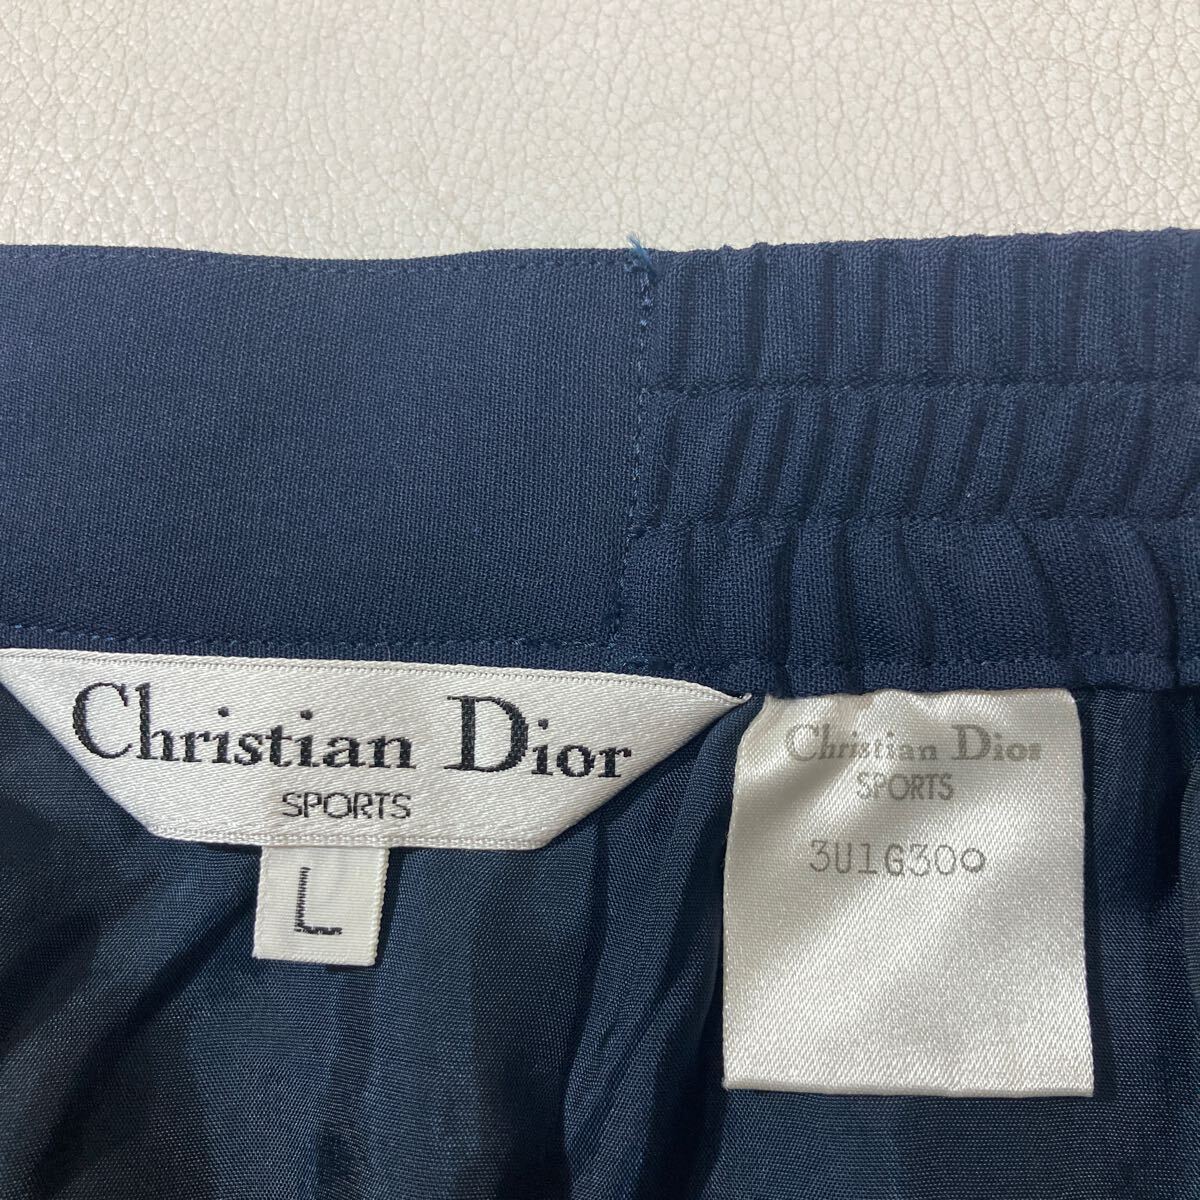 Christian Dior
SPORTS
L
Christian Dior
SPORTS
3U1G300